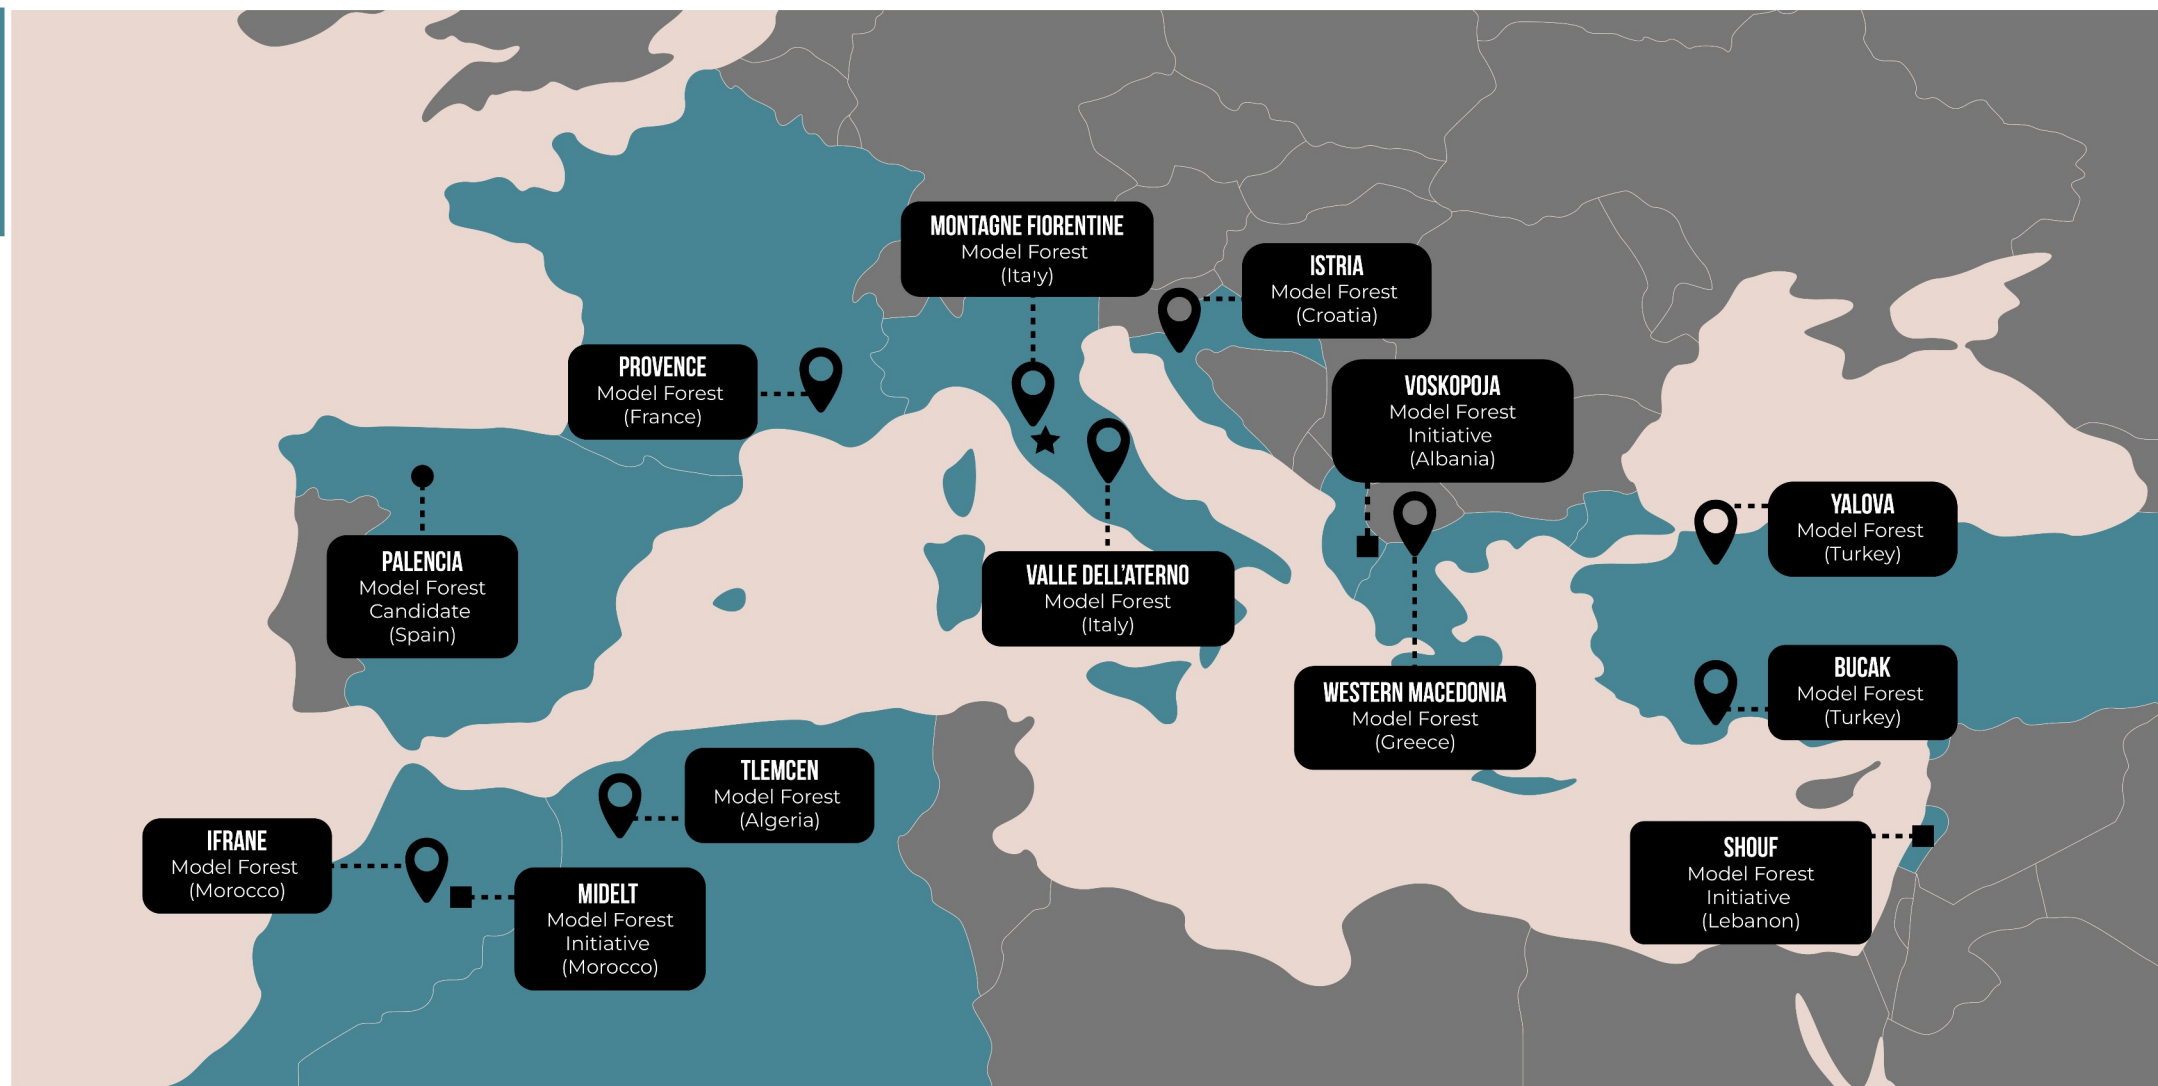 MONTAGNE FIORENTINE
Model Forest
(Italy)
ISTRIA
Model Forest
(Croatia)
PROVENCE
Model Forest
(France)
VOSKOPOJA
Model Forest
Initiative
(Albania)
YALOVA
Model Forest
(Turkey)
PALENCIA
Model Forest
Candidate
(Spain)
VALLE DELL'ATERNO
Model Forest
(Italy)
WESTERN MACEDONIA
Model Forest
(Greece)
BUCAK
Model Forest
(Turkey)
TLEMCEN
Model Forest
(Algeria)
IFRANE
Model Forest
(Morocco)
MIDELT
Model Forest
Initiative
(Morocco)
SHOUF
Model Forest
Initiative
(Lebanon)